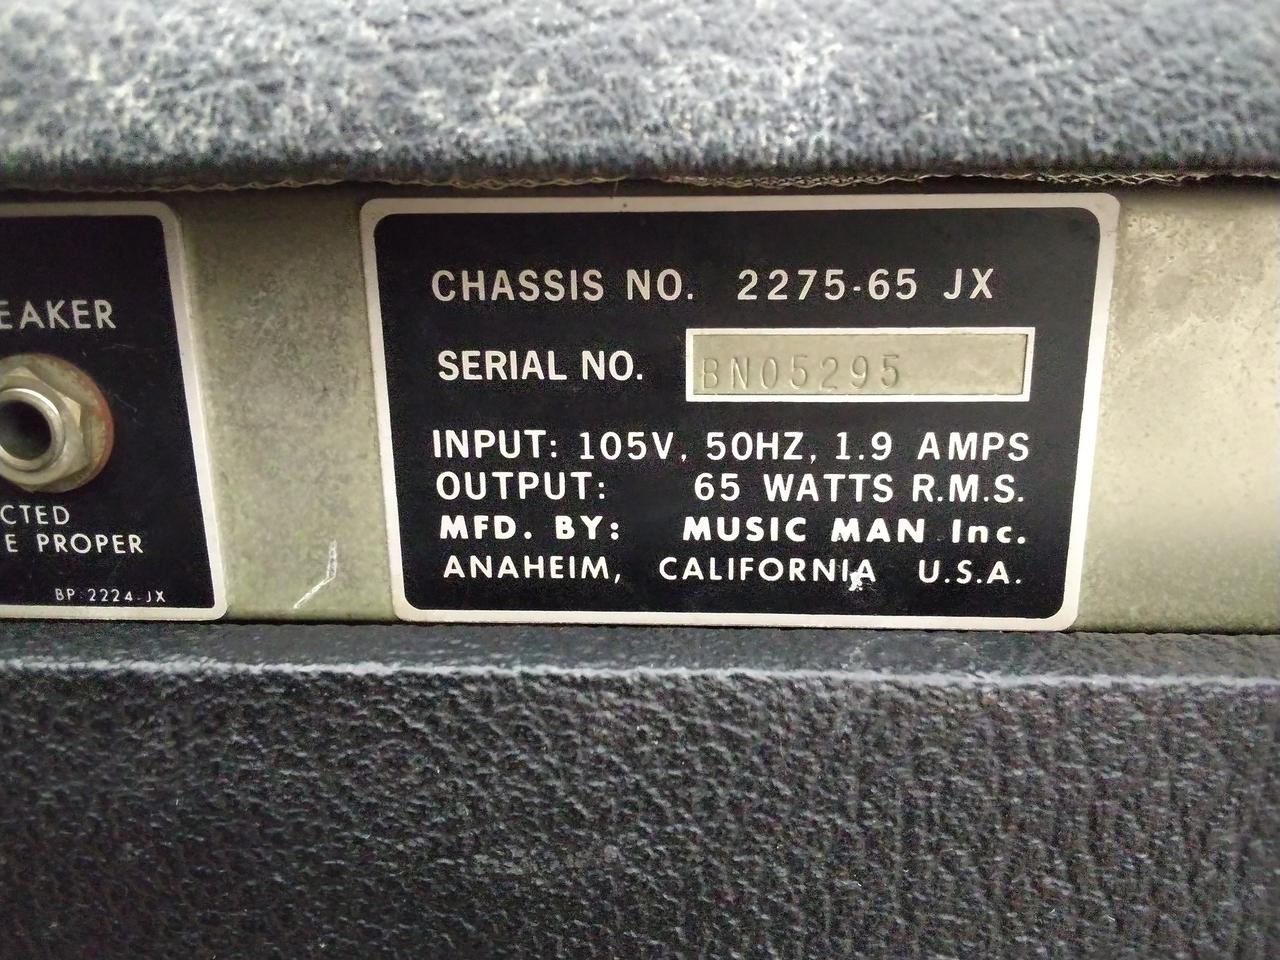 EAKER
CTED
E PROPER
BP 2224-JX
CHASSIS NO. 2275-65 JX
SERIAL NO. BN05295
INPUT: 105V, 50HZ, 1.9 AMPS
OUTPUT: 65 WATTS R.M.S.
MFD. BY: MUSIC MAN Inc.
ANAHEIM, CALIFORNIA U.S.A.